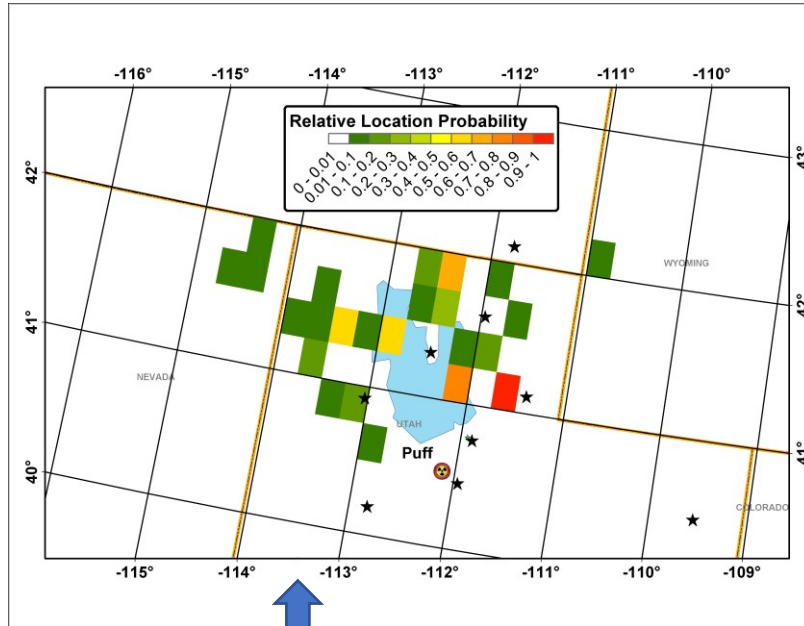 -116°
-115°
-114°
-113°
-112°
-111°
-110°
Relative Location Probability
0 - 0.01
0.01 - 0.1
0.1 - 0.2
0.2 - 0.3
0.3 - 0.4
0.4 - 0.5
0.5 - 0.6
0.6 - 0.7
0.7 - 0.8
0.8 - 0.9
0.9 - 1
43°
42°
WYOMING
42°
41°
NEVADA
UTAH
Puff
41°
40°
COLORADO
-115°
-114°
-113°
-112°
-111°
-110°
-109°